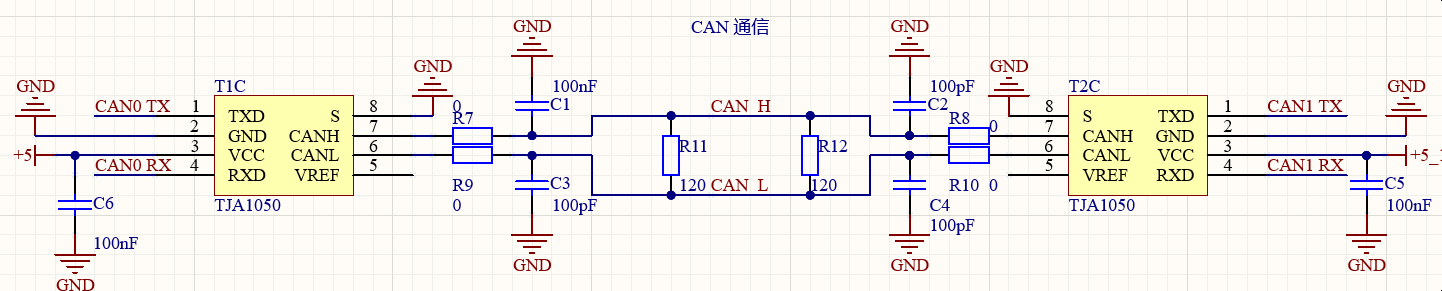 CAN 通信
GND
GND
GND
GND
GND
GND
T1C
100nF
100pF
T2C
CAN0 TX
1
TXD
S
8
0
C1
CAN H
C2
8
S
TXD
1
CAN1 TX
2
GND
CANH
7
R7
R8
0
7
CANH
GND
2
+5
3
VCC
CANL
6
R11
R12
6
CANL
VCC
3
CAN0 RX
4
RXD
VREF
5
5
VREF
RXD
4
CAN1 RX
R9
C3
120
CAN L
120
R10
0
C5
C6
TJA1050
0
100pF
C4
TJA1050
100nF
100pF
100nF
GND
GND
GND
GND